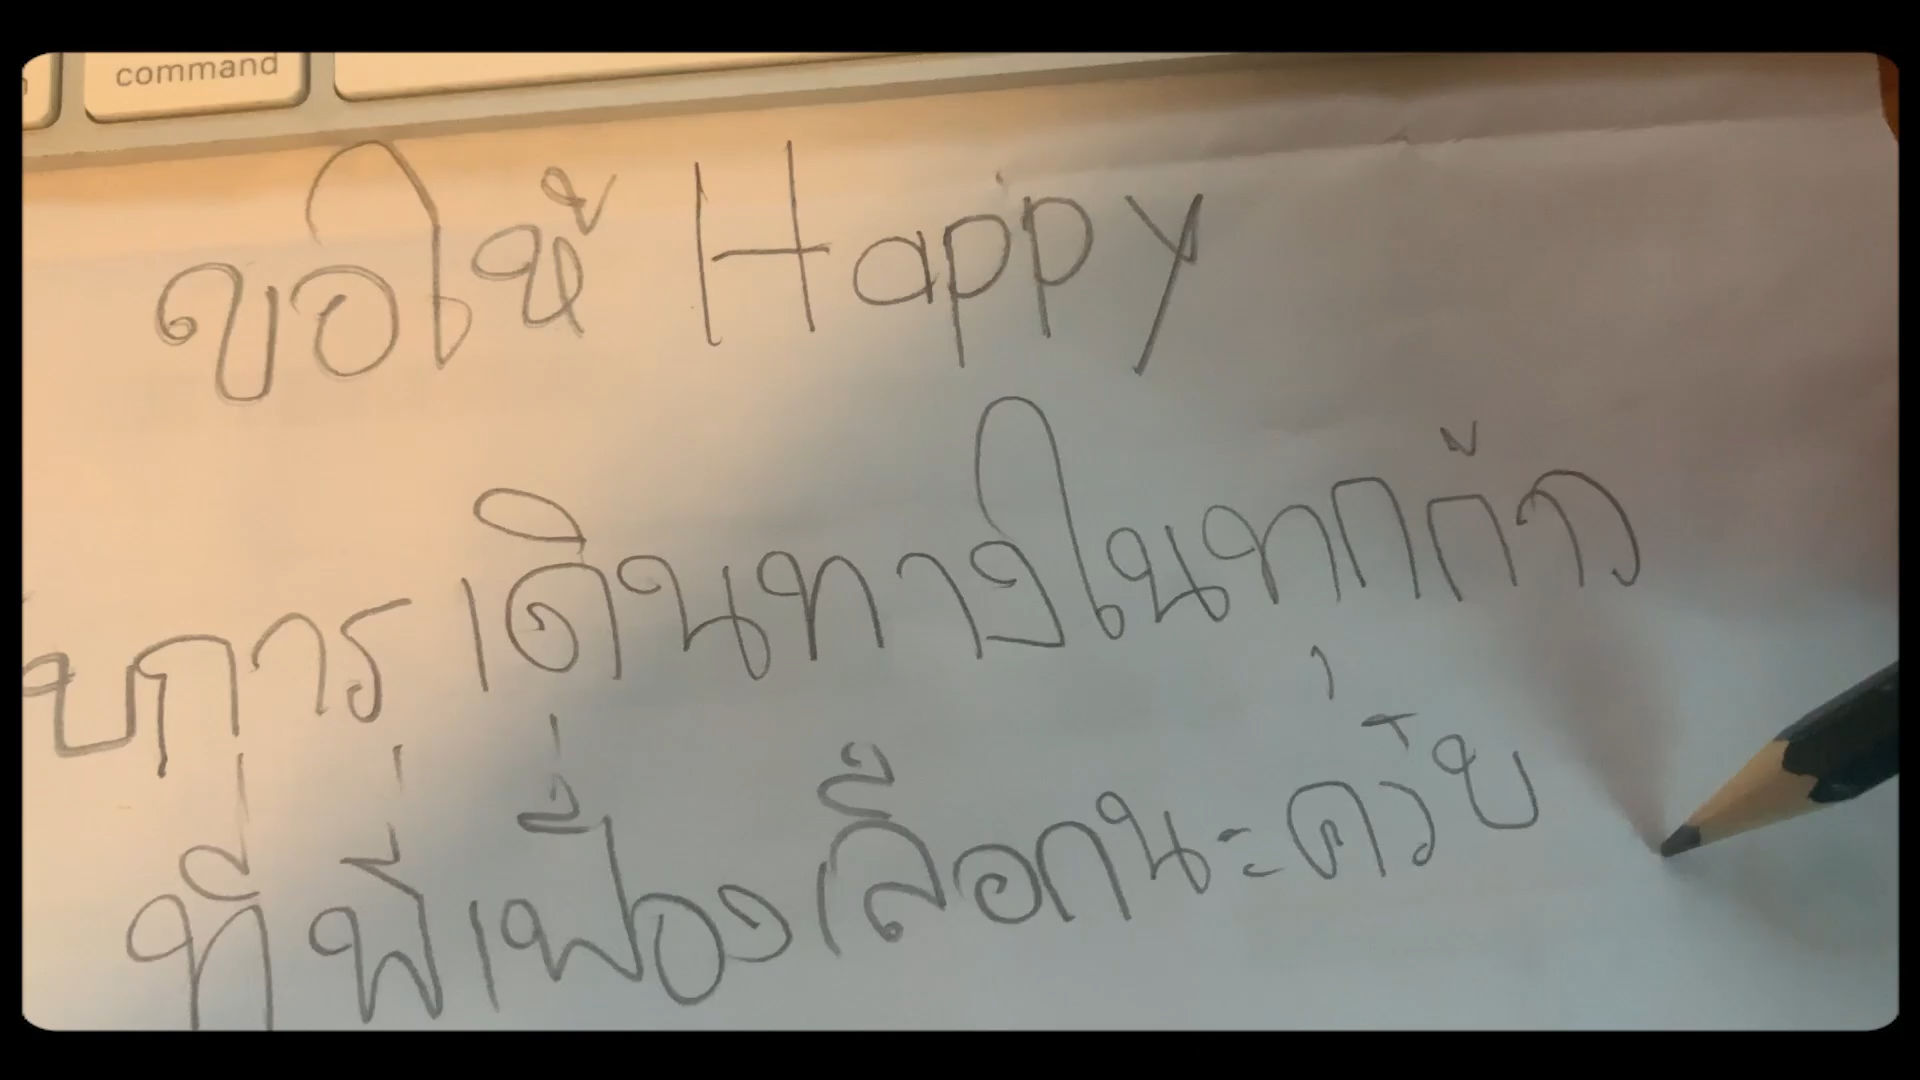 command
ขอให้ Happy
ับการเดินทางในทุกก้าว
ที่พี่เฟื่องเลือกนะครับ